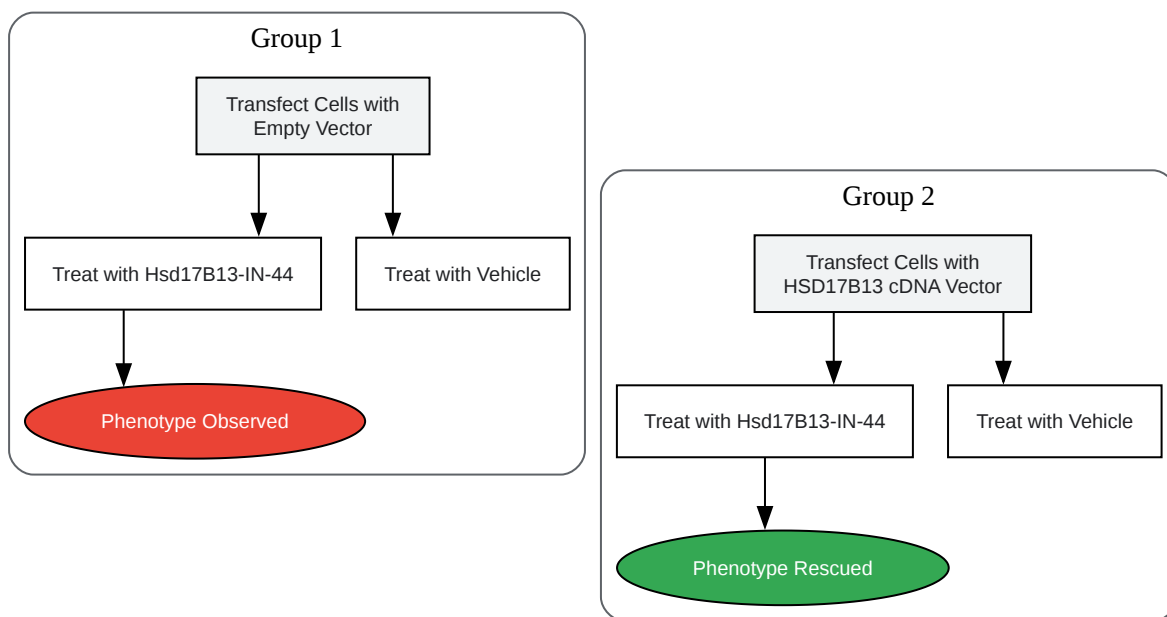 Group 1
Transfect Cells with
Empty Vector
Treat with Hsd17B13-IN-44
Treat with Vehicle
Phenotype Observed
Group 2
Transfect Cells with
HSD17B13 cDNA Vector
Treat with Hsd17B13-IN-44
Treat with Vehicle
Phenotype Rescued